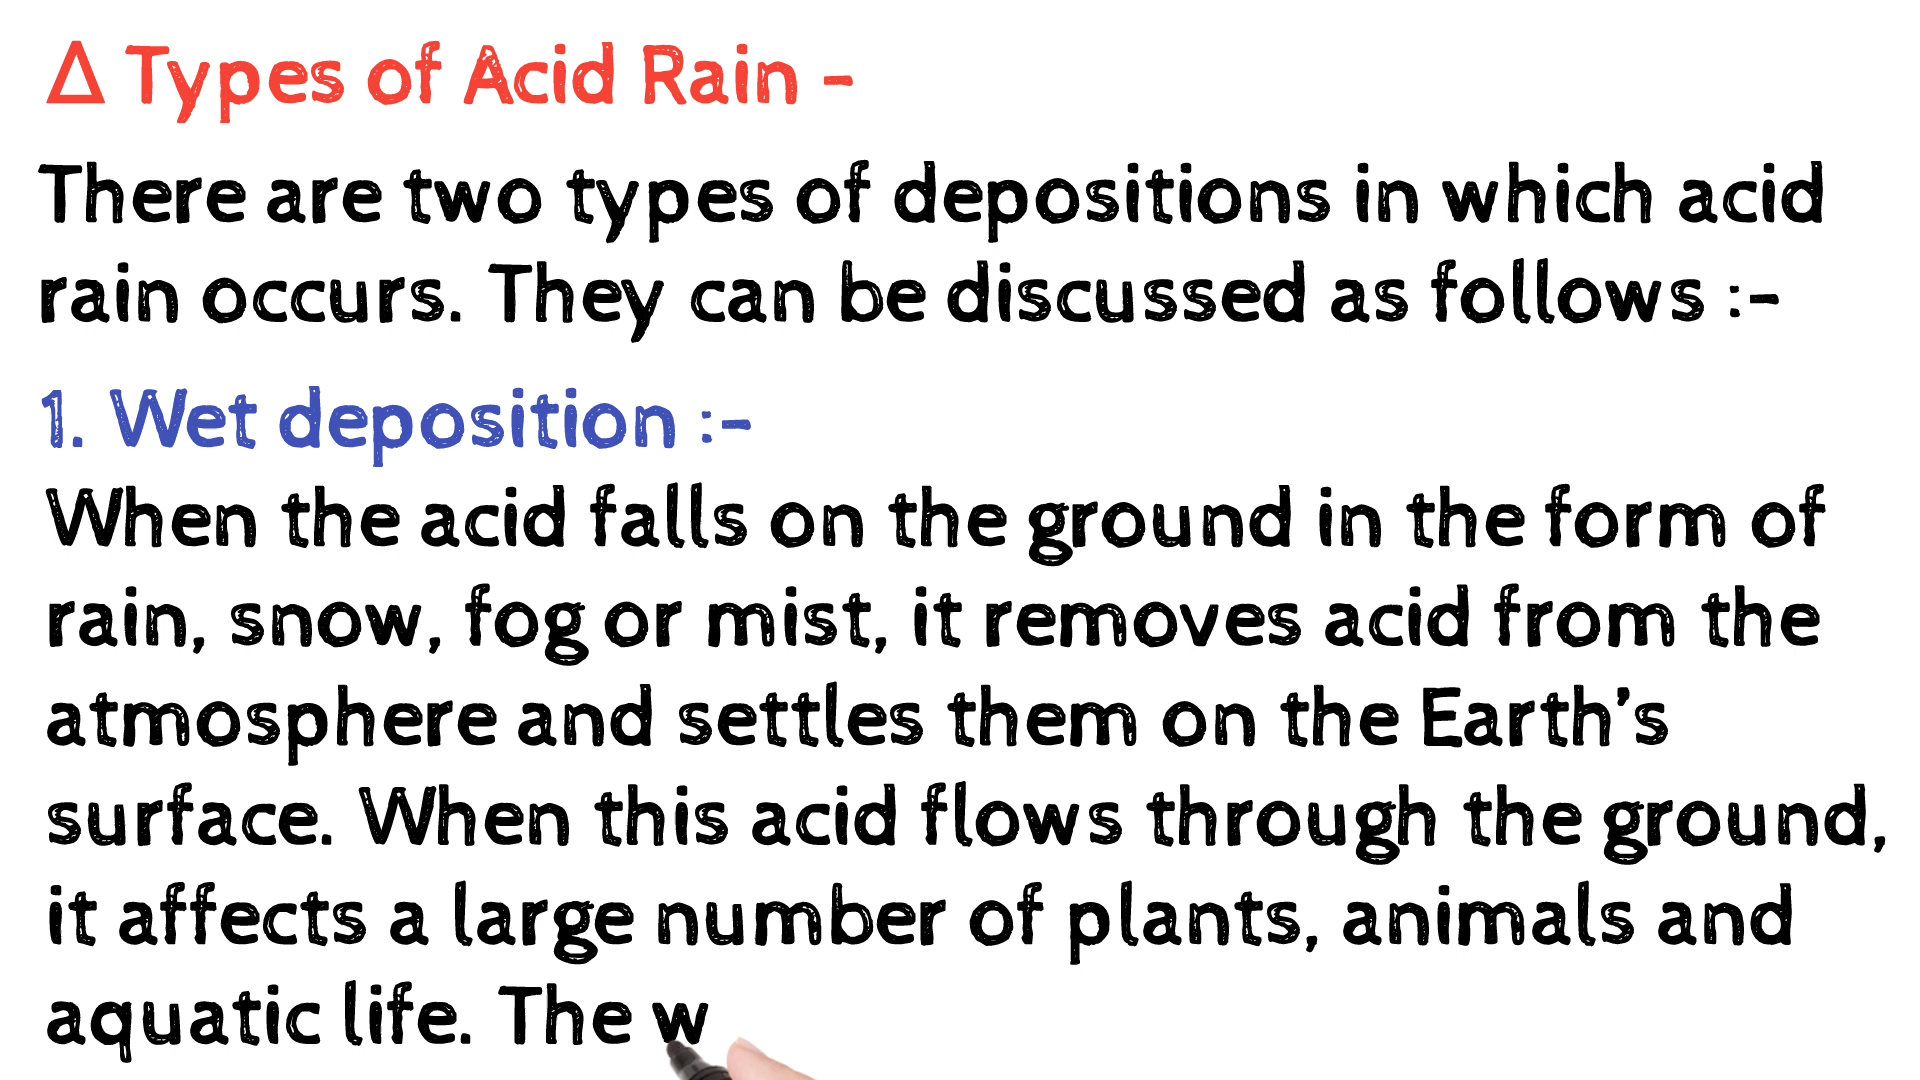 Δ Types of Acid Rain -
There are two types of depositions in which acid
rain occurs. They can be discussed as follows :-
1. Wet deposition :-
When the acid falls on the ground in the form of
rain, snow, fog or mist, it removes acid from the
atmosphere and settles them on the Earth's
surface. When this acid flows through the ground,
it affects a large number of plants, animals and
aquatic life. The w